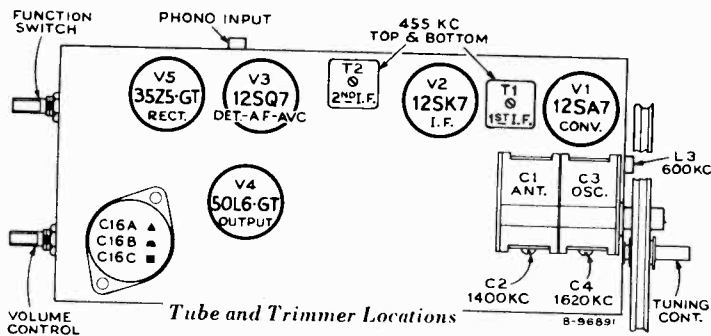 FUNCTION
SWITCH
PHONO INPUT
455 KC
TOP & BOTTOM
V5
35Z5-GT
RECT.
V3
12SQ7
DET.-AF-AVC
T2
2ND I.F.
V2
12SK7
I.F.
T1
1ST I.F.
V1
12SA7
CONV.
L3
600KC
V4
50L6-GT
OUTPUT
C1
ANT.
C3
OSC.
C16A ▲
C16B
C16C ■
C2
1400KC
C4
1620KC
TUNING
CONT.
VOLUME
CONTROL
Tube and Trimmer Locations
8-96891